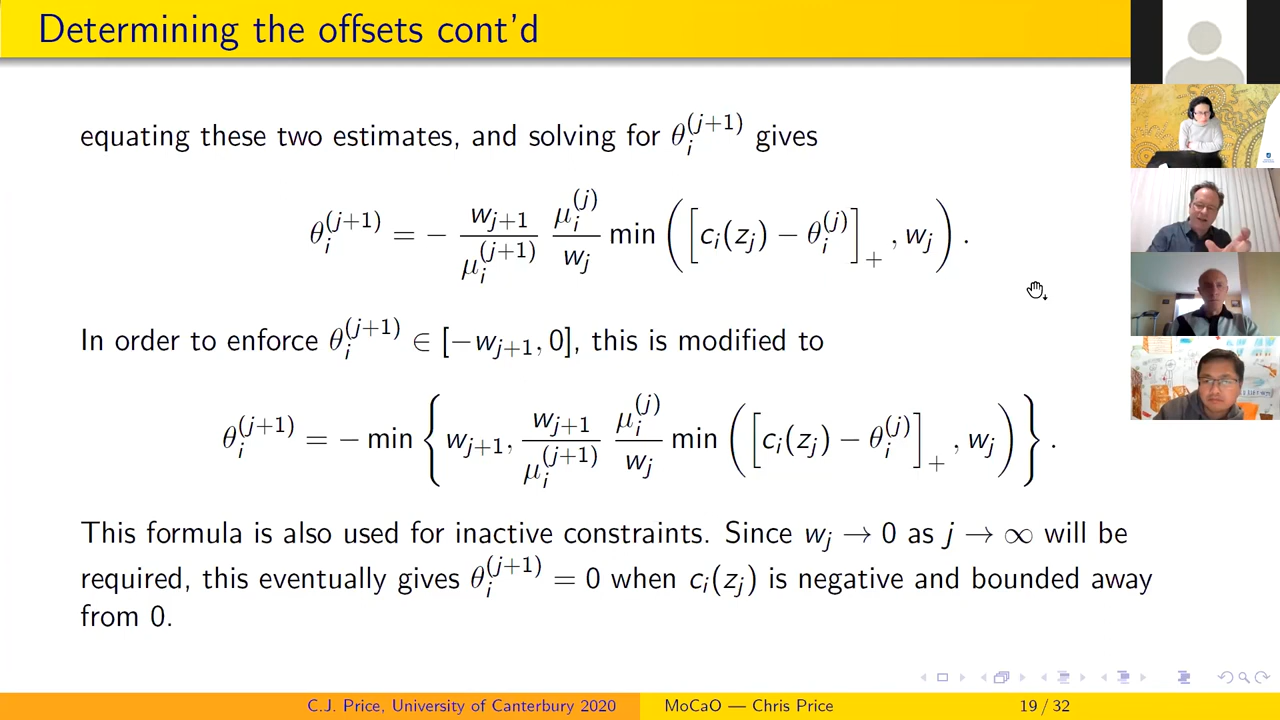 Determining the offsets cont'd
equating these two estimates, and solving for θ_i^(j+1) gives
θ_i^(j+1) = − w_{j+1}/μ_i^(j+1) μ_i^(j)/w_j min ( [ c_i(z_j) − θ_i^(j) ]_+ , w_j ) .
In order to enforce θ_i^(j+1) ∈ [−w_{j+1}, 0], this is modified to
θ_i^(j+1) = − min { w_{j+1}, w_{j+1}/μ_i^(j+1) μ_i^(j)/w_j min ( [ c_i(z_j) − θ_i^(j) ]_+ , w_j ) } .
This formula is also used for inactive constraints. Since w_j → 0 as j → ∞ will be
required, this eventually gives θ_i^(j+1) = 0 when c_i(z_j) is negative and bounded away
from 0.
C.J. Price, University of Canterbury 2020
MoCaO — Chris Price
19 / 32